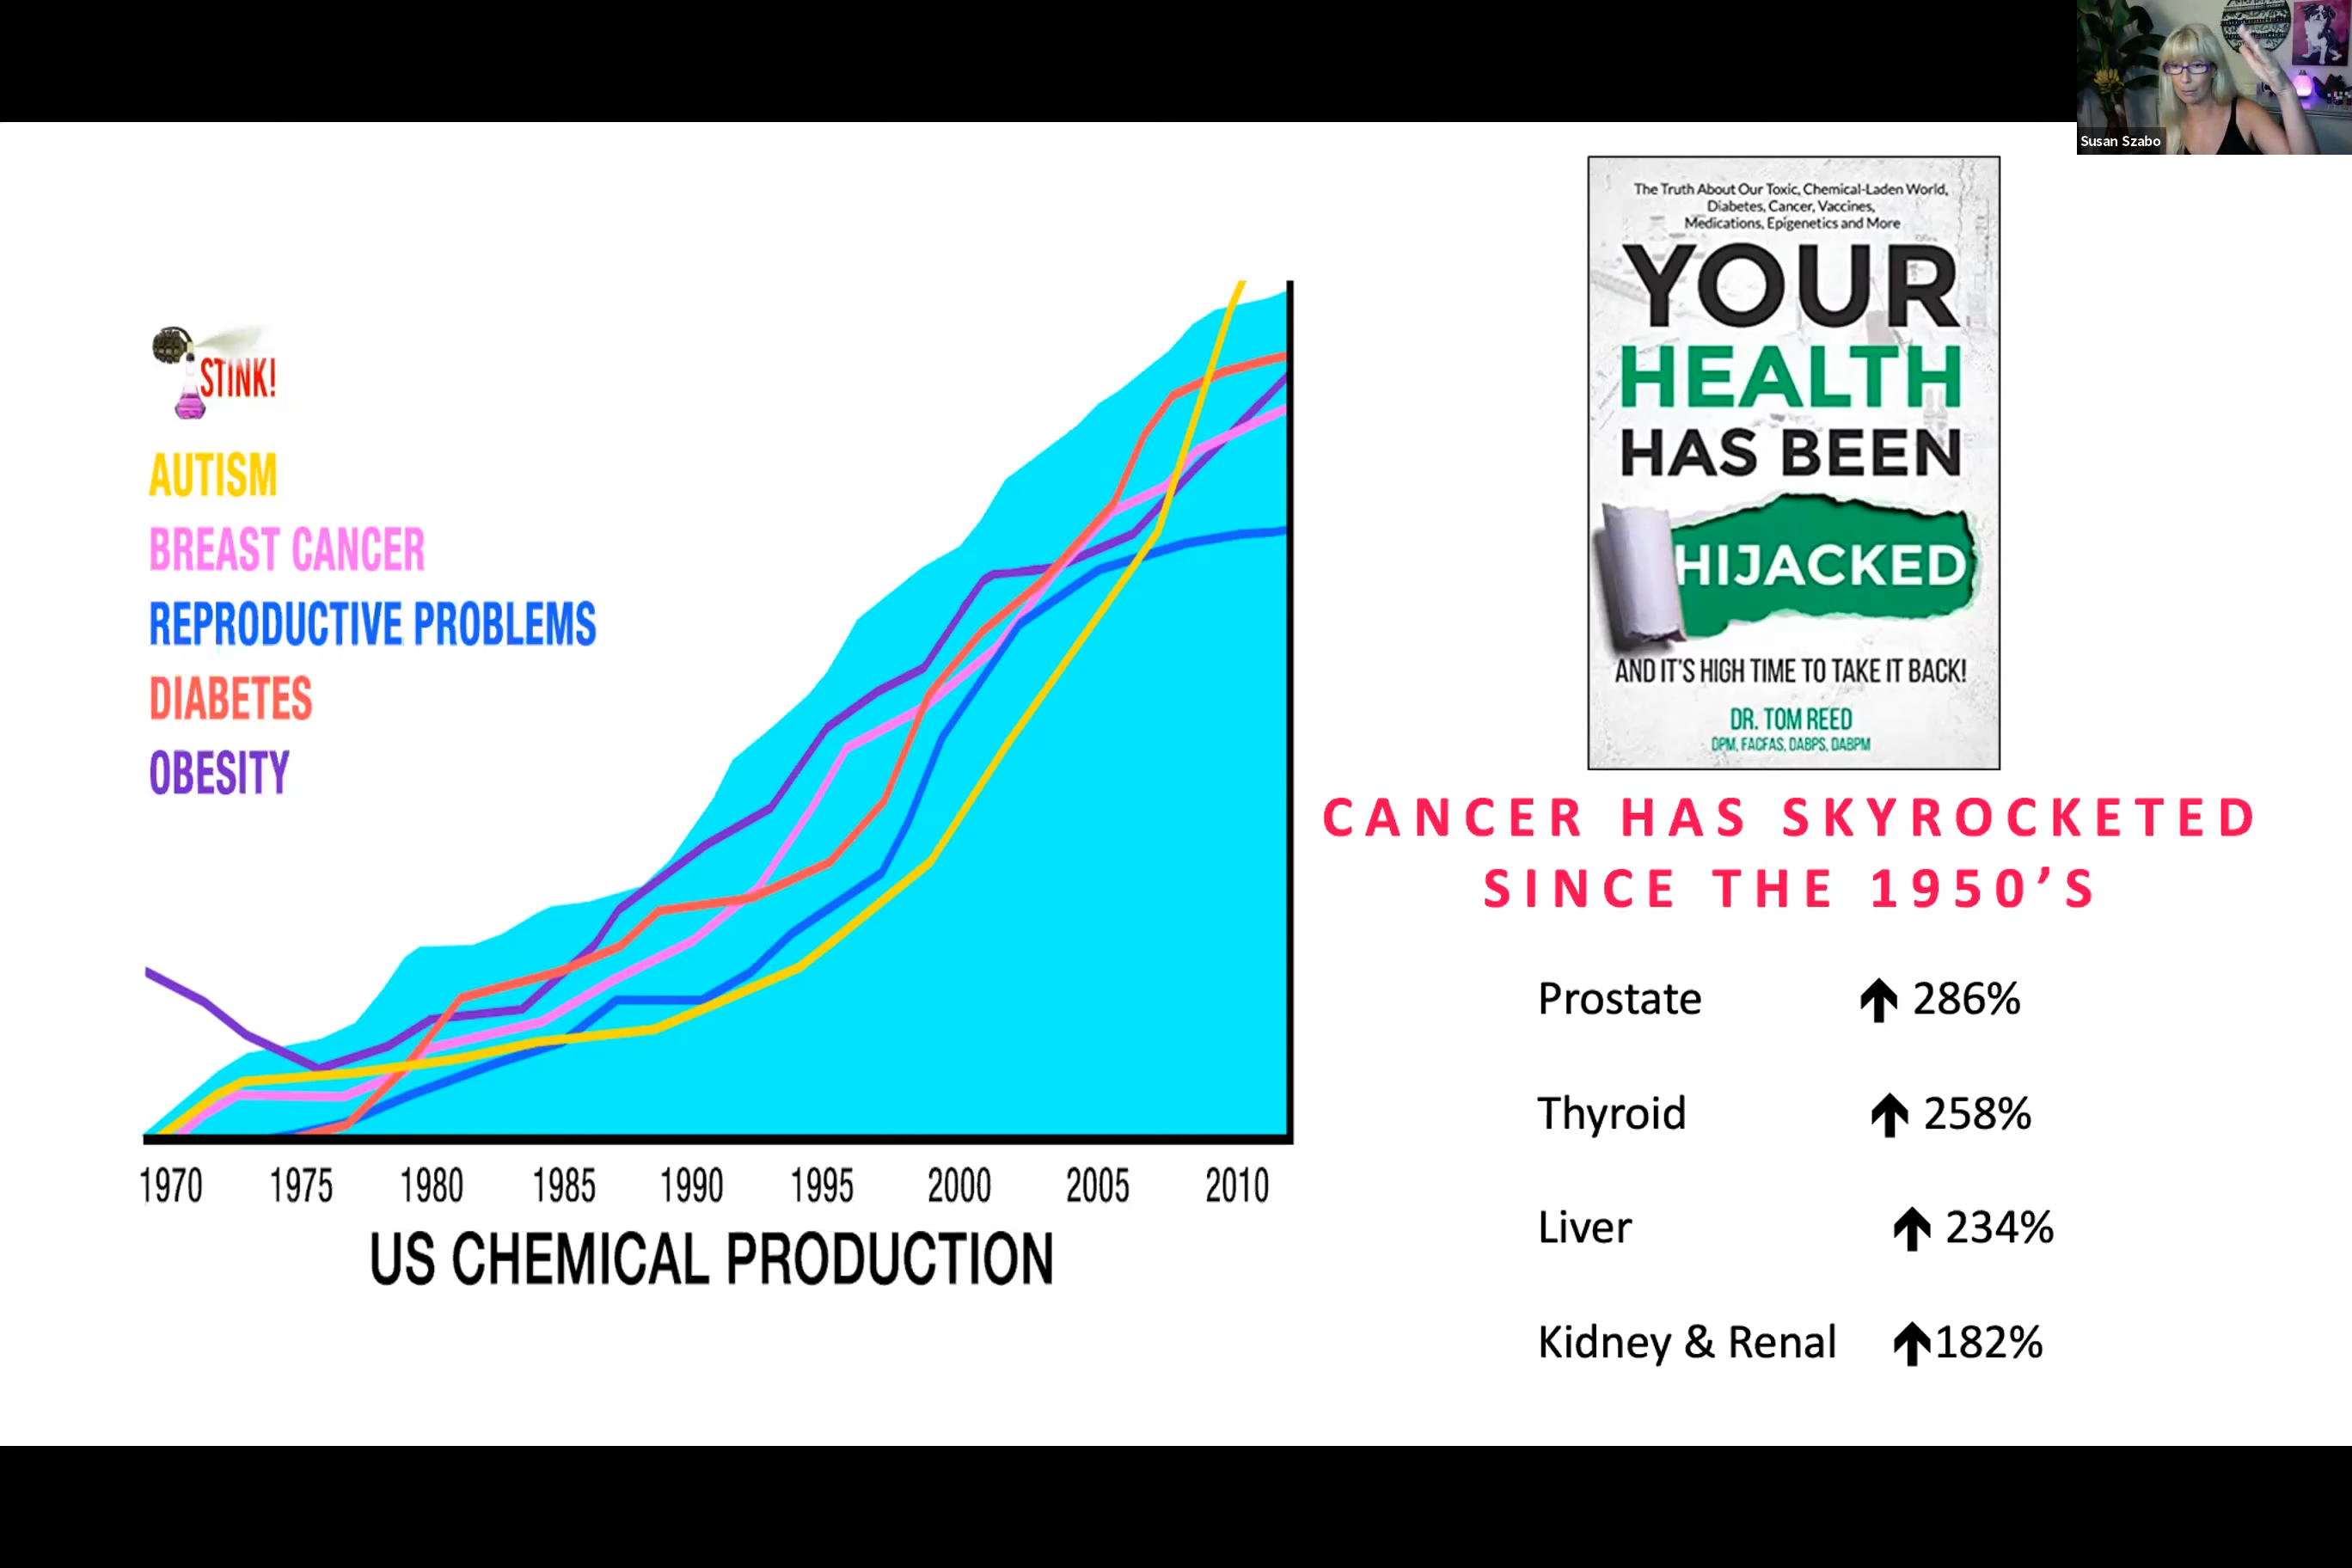 Susan Szabo
STINK!
AUTISM
BREAST CANCER
REPRODUCTIVE PROBLEMS
DIABETES
OBESITY
1970 1975 1980 1985 1990 1995 2000 2005 2010
US CHEMICAL PRODUCTION
The Truth About Our Toxic, Chemical-Laden World,
Diabetes, Cancer, Vaccines,
Medications, Epigenetics and More
YOUR
HEALTH
HAS BEEN
HIJACKED
AND IT'S HIGH TIME TO TAKE IT BACK!
DR. TOM REED
DPM, FACFAS, DABPS, DABPM
CANCER HAS SKYROCKETED
SINCE THE 1950’S
Prostate 286%
Thyroid 258%
Liver 234%
Kidney & Renal 182%